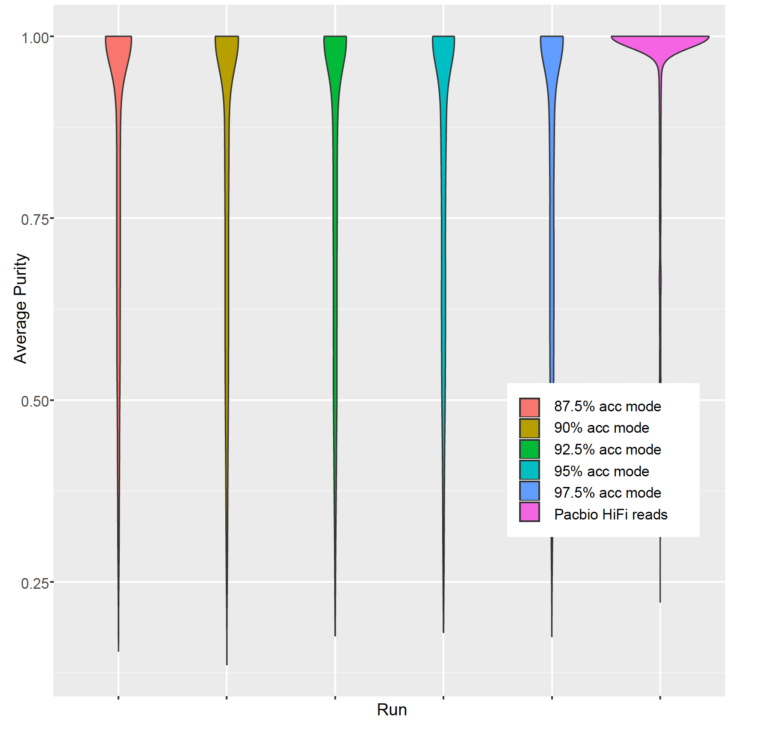 1.00
0.75
0.50
0.25
Average Purity
Run
87.5% acc mode
90% acc mode
92.5% acc mode
95% acc mode
97.5% acc mode
Pacbio HiFi reads